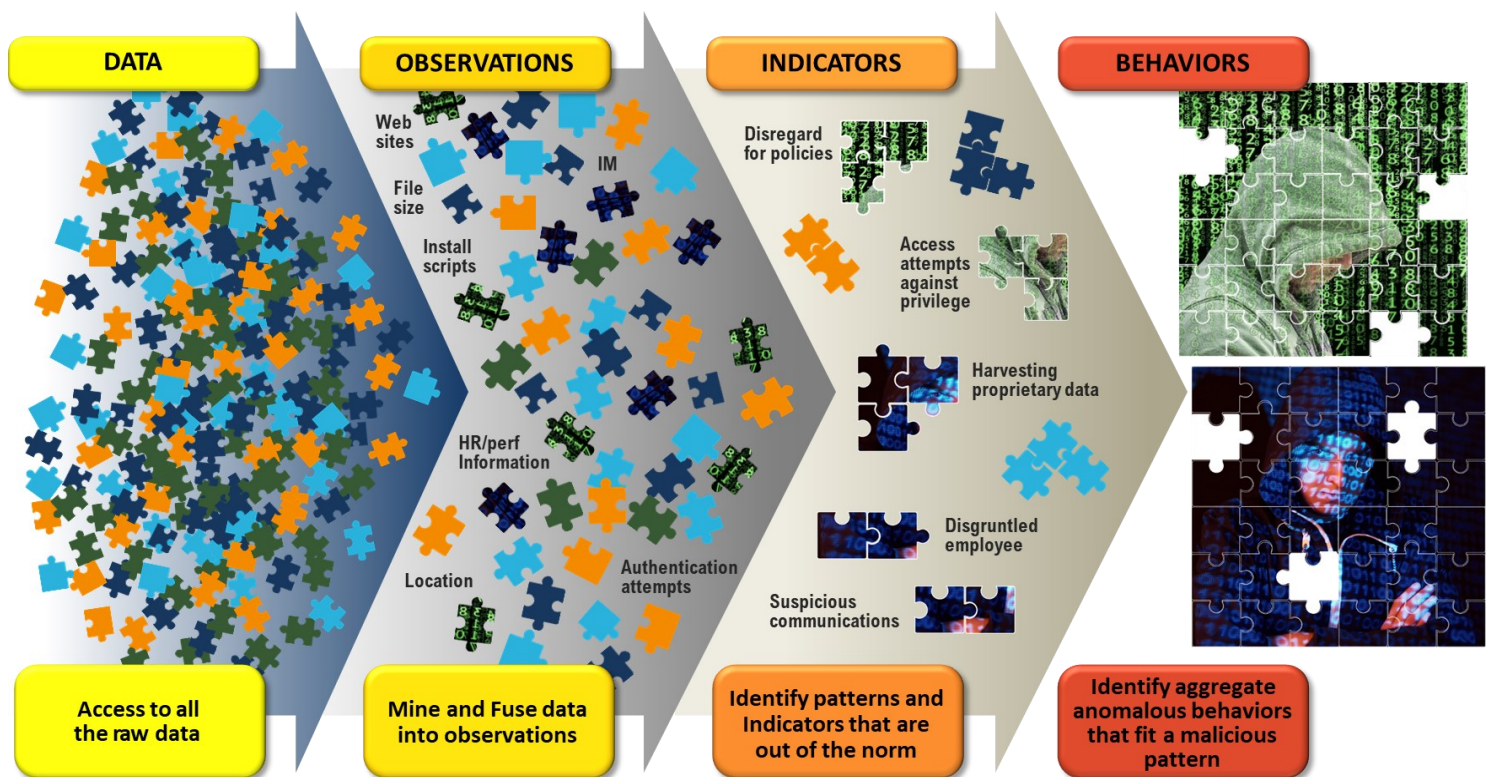 DATA
OBSERVATIONS
INDICATORS
BEHAVIORS
Web
sites
IM
File
size
Install
scripts
HR/perf
Information
Location
Authentication
attempts
Disregard
for policies
Access
attempts
against
privilege
Harvesting
proprietary data
Disgruntled
employee
Suspicious
communications
Access to all
the raw data
Mine and Fuse data
into observations
Identify patterns and
Indicators that are
out of the norm
Identify aggregate
anomalous behaviors
that fit a malicious
pattern